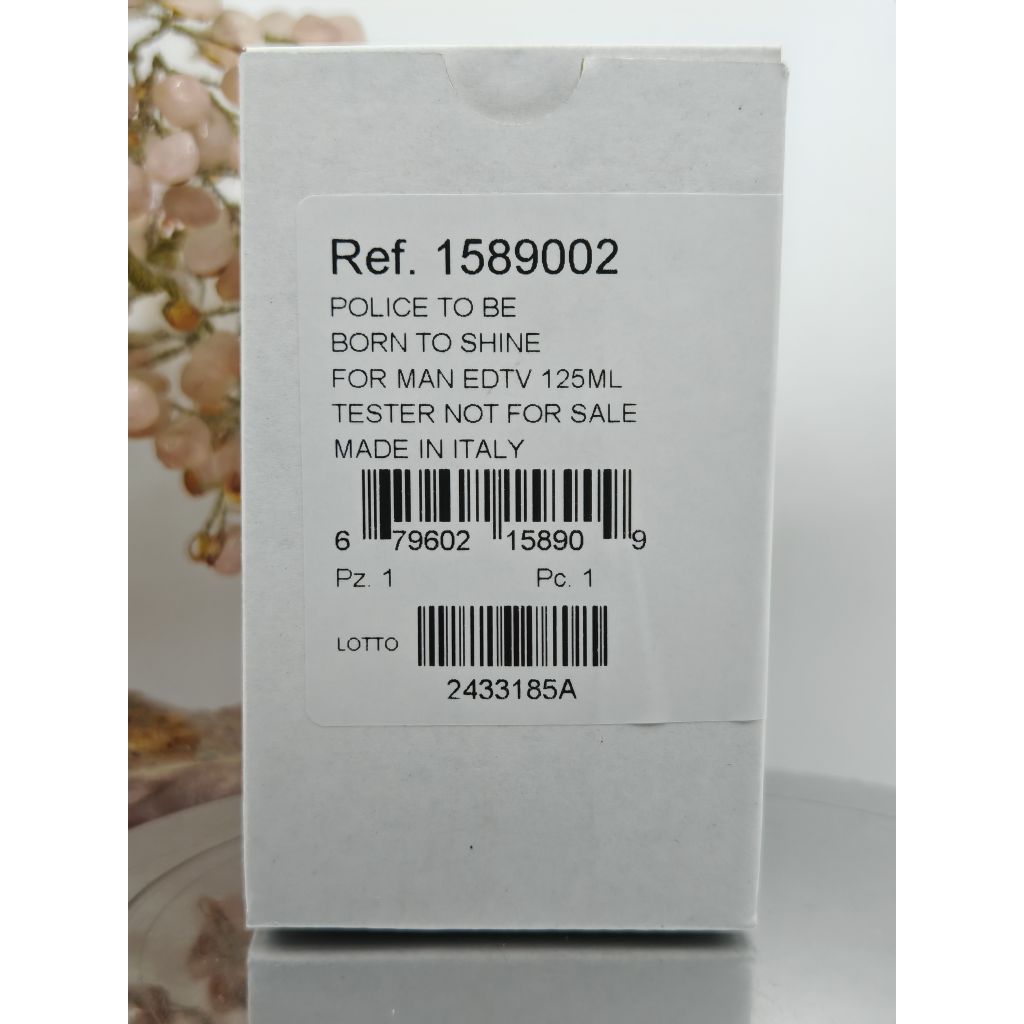 Ref. 1589002
POLICE TO BE
BORN TO SHINE
FOR MAN EDTV 125ML
TESTER NOT FOR SALE
MADE IN ITALY
6 79602 15890 9
Pz. 1 Pc. 1
LOTTO
2433185A